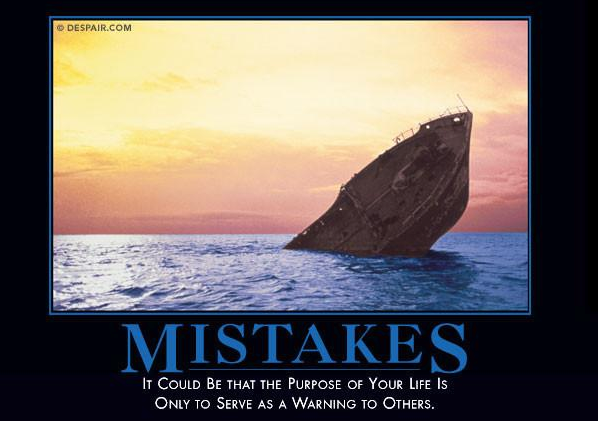 © DESPAIR.COM
MISTAKES
IT COULD BE THAT THE PURPOSE OF YOUR LIFE IS
ONLY TO SERVE AS A WARNING TO OTHERS.